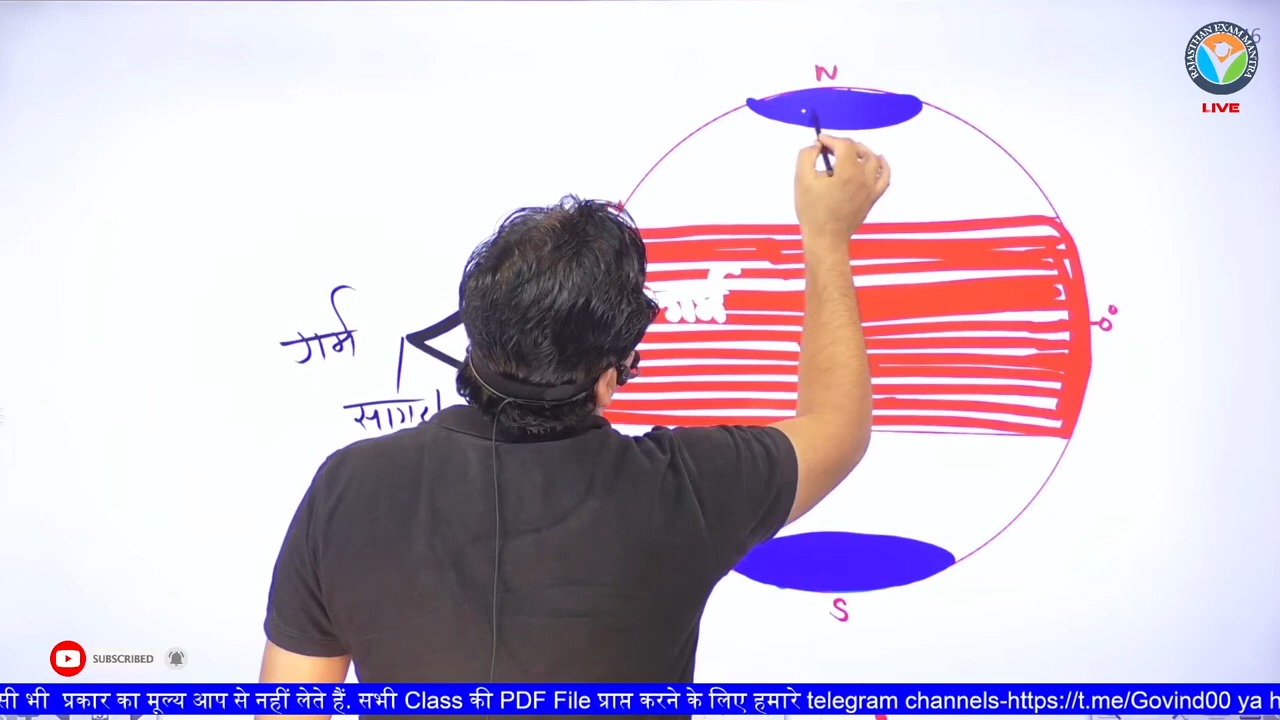 N
RAJASTHAN EXAM MANTRA
LIVE
गर्म
0°
गर्म
S
SUBSCRIBED
सी भी प्रकार का मूल्य आप से नहीं लेते हैं. सभी Class की PDF File प्राप्त करने के लिए हमारे telegram channels-https://t.me/Govind00 ya h